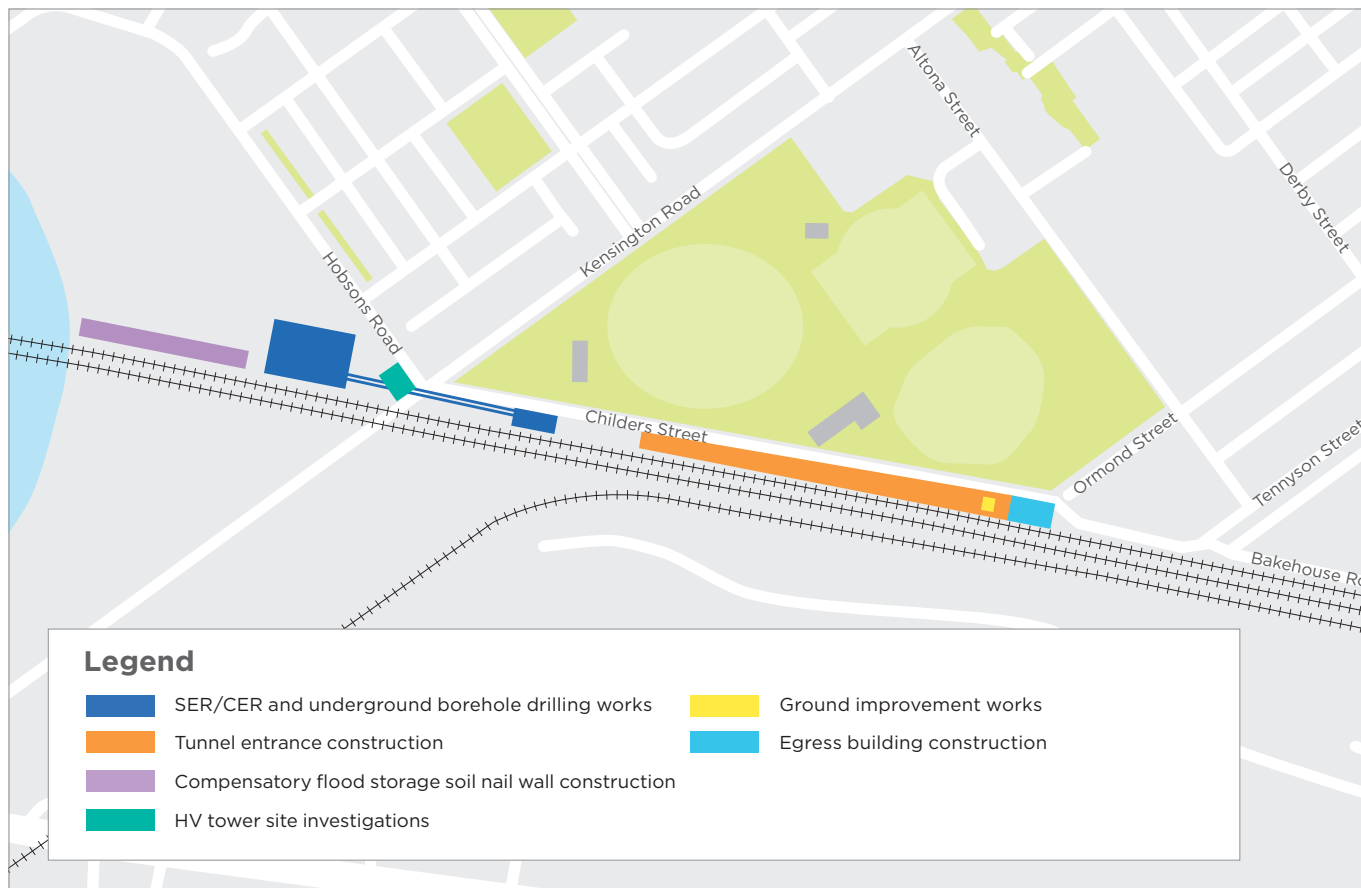 Altona Street
Derby Street
Kensington Road
Hobsons Road
Childers Street
Ormond Street
Tennyson Street
Bakehouse Ro
Legend
SER/CER and underground borehole drilling works
Tunnel entrance construction
Compensatory flood storage soil nail wall construction
HV tower site investigations
Ground improvement works
Egress building construction